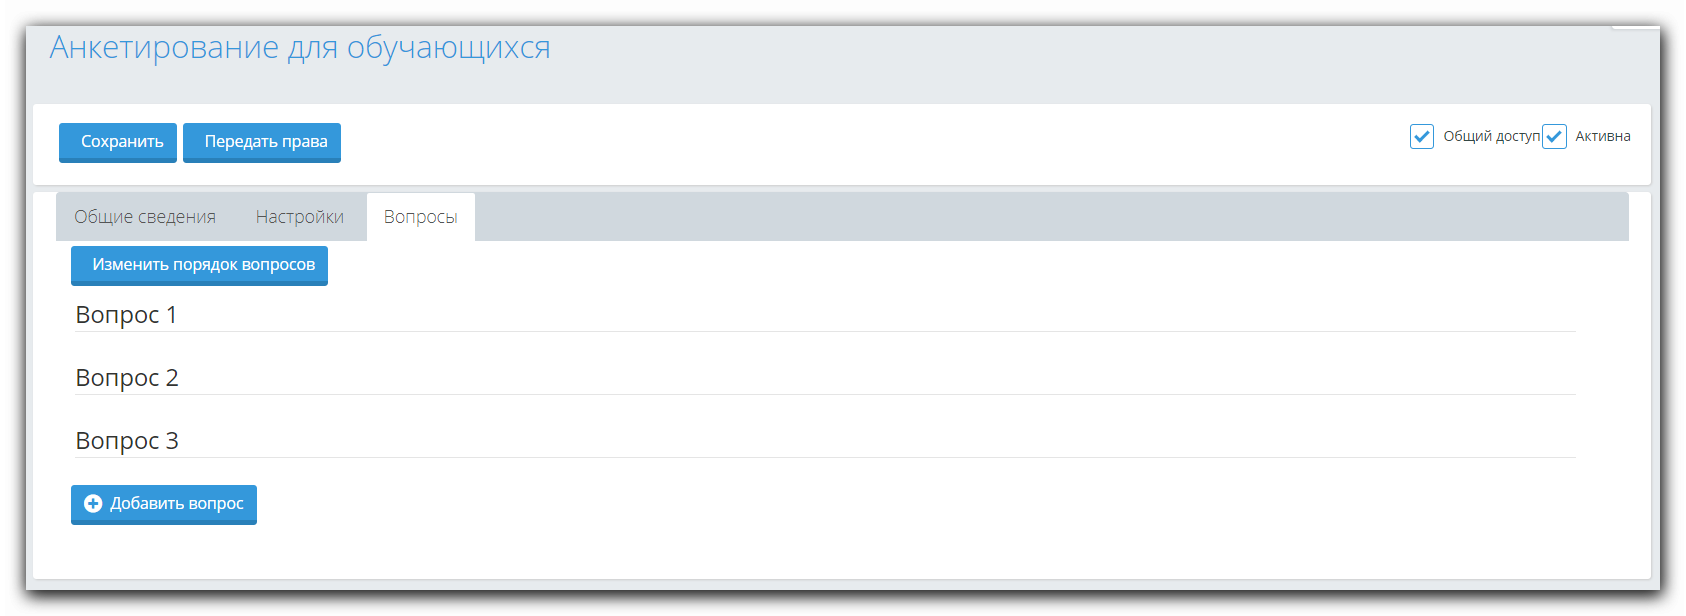 Анкетирование для обучающихся
Сохранить Передать права Общий доступ Активна
Общие сведения Настройки Вопросы
Изменить порядок вопросов
Вопрос 1
Вопрос 2
Вопрос 3
Добавить вопрос